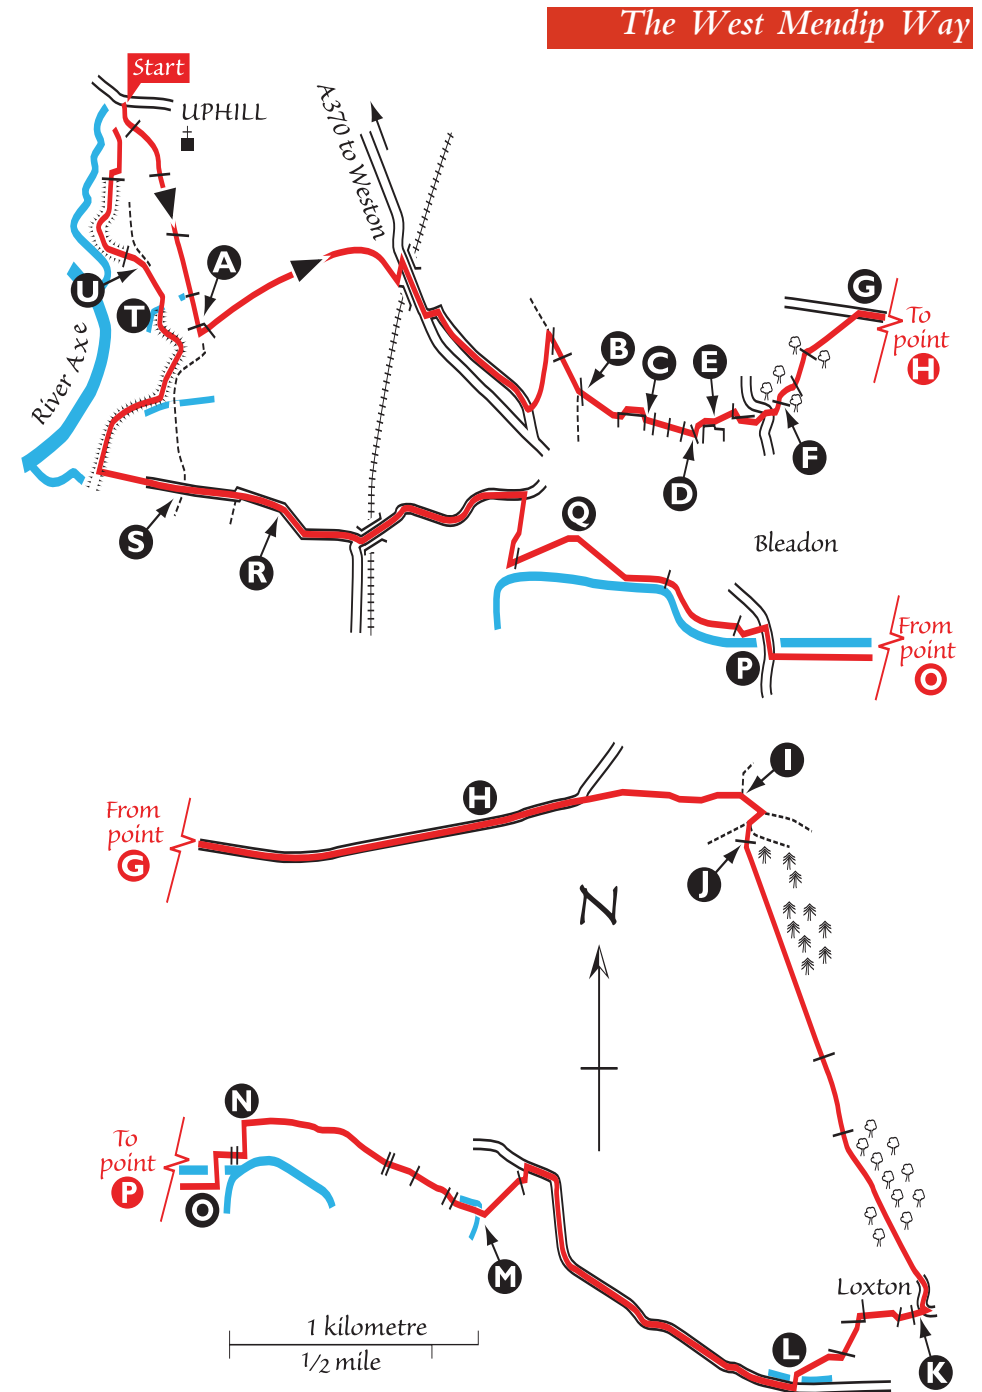 The West Mendip Way
Start
UPHILL
A370 to Weston
A
U
T
River Axe
B
C
E
G
To
point
H
D
F
S
R
Q
Bleadon
P
From
point
O
I
H
From
point
G
J
N
N
To
point
P
O
M
Loxton
1 kilometre
1/2 mile
L
K